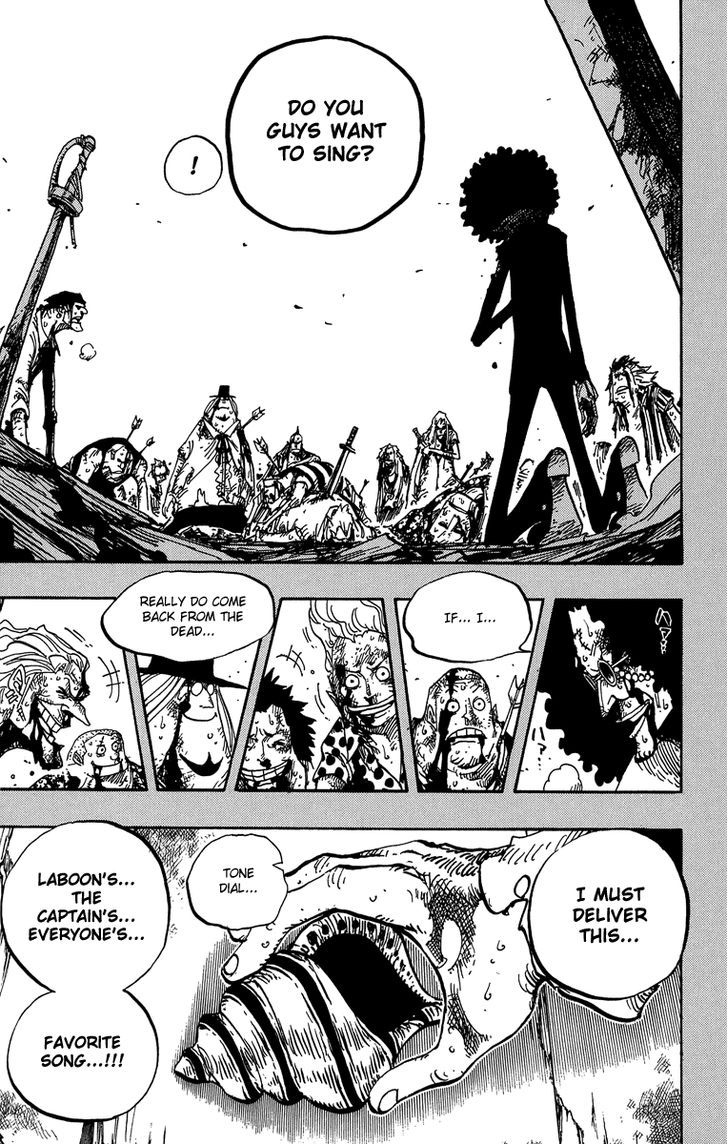 DO YOU
GUYS WANT
TO SING?
!
IF... I...
REALLY DO COME
BACK FROM THE
DEAD...
I MUST
DELIVER
THIS...
TONE
DIAL...
LABOON'S...
THE
CAPTAIN'S...
EVERYONE'S...
FAVORITE
SONG...!!!